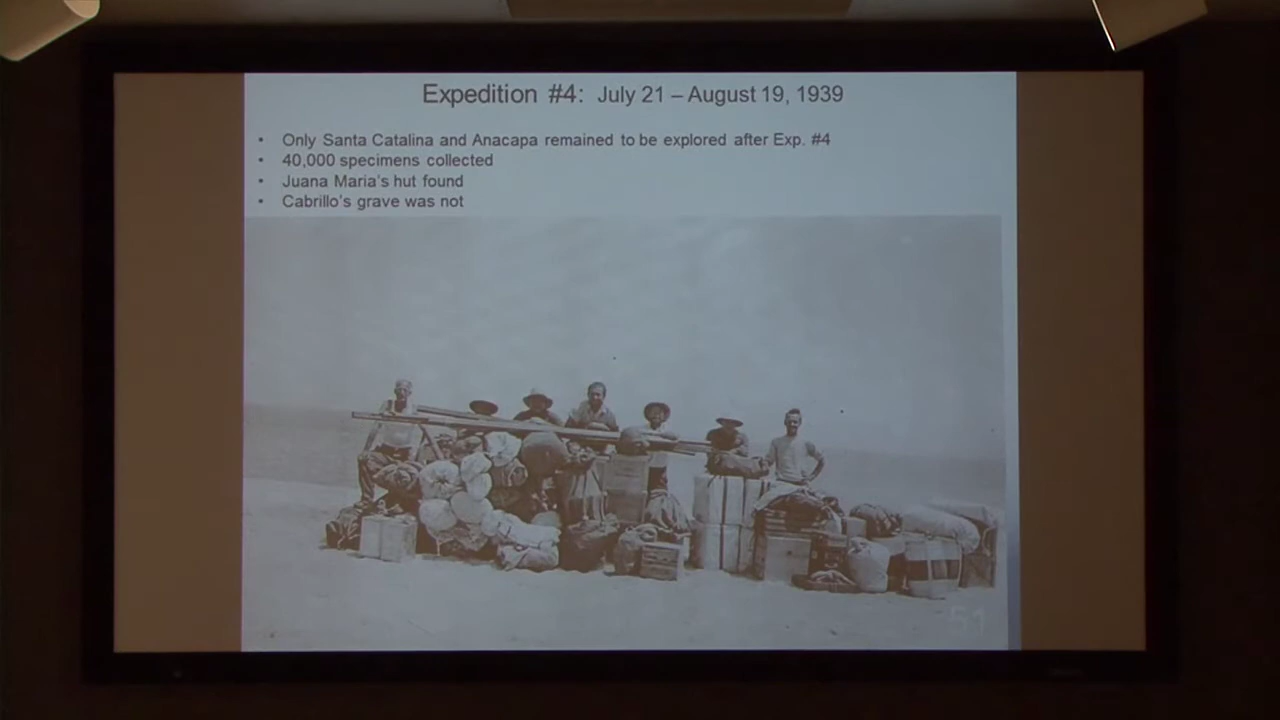 Expedition #4: July 21 – August 19, 1939
• Only Santa Catalina and Anacapa remained to be explored after Exp. #4
• 40,000 specimens collected
• Juana Maria's hut found
• Cabrillo's grave was not
51